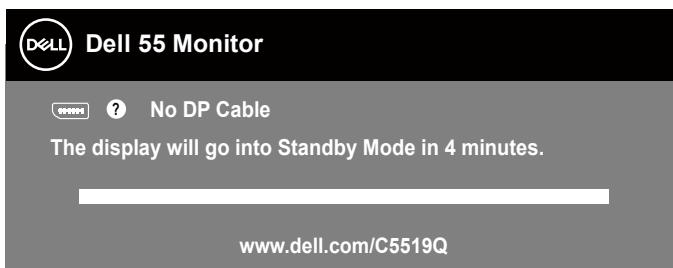 DELL Dell 55 Monitor
? No DP Cable
The display will go into Standby Mode in 4 minutes.
www.dell.com/C5519Q